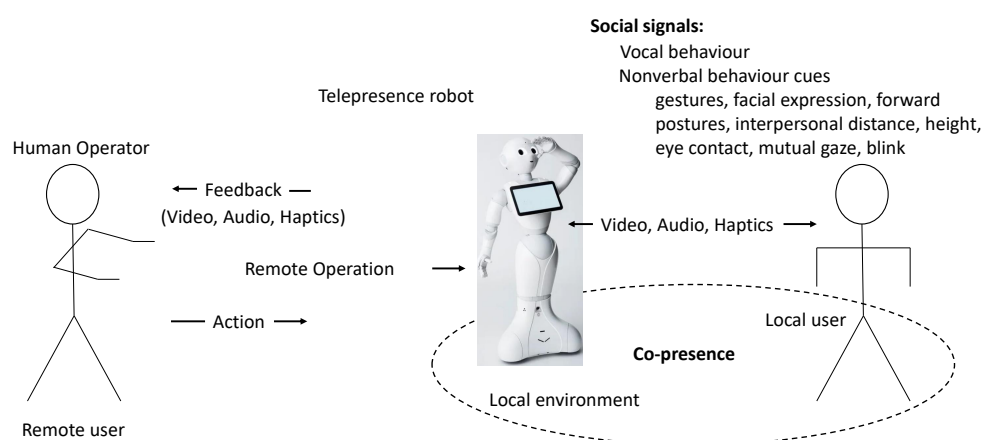 Social signals:
Vocal behaviour
Nonverbal behaviour cues
gestures, facial expression, forward
postures, interpersonal distance, height,
eye contact, mutual gaze, blink
Telepresence robot
Human Operator
Feedback
(Video, Audio, Haptics)
Video, Audio, Haptics
Remote Operation
Action
Local user
Co-presence
Local environment
Remote user